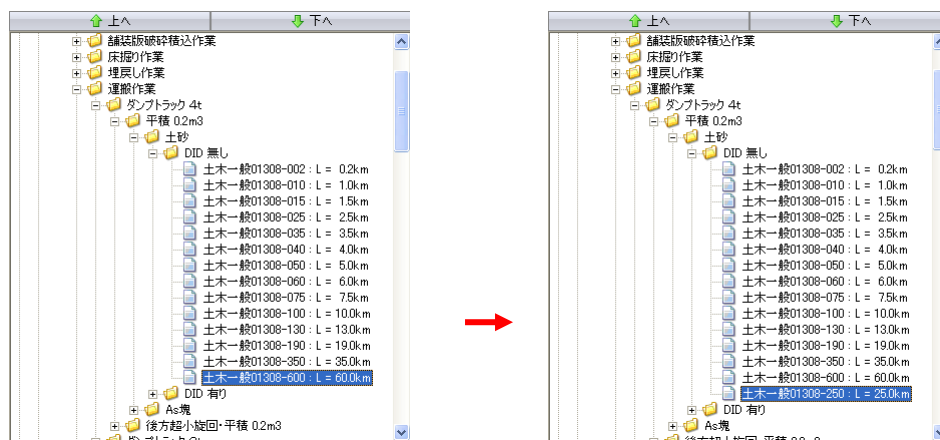 上へ 下へ
舗装版破砕積込作業
床掘り作業
埋戻し作業
運搬作業
ダンプトラック 4t
平積 0.2m3
土砂
DID 無し
土木一般01308-002 : L = 0.2km
土木一般01308-010 : L = 1.0km
土木一般01308-015 : L = 1.5km
土木一般01308-025 : L = 2.5km
土木一般01308-035 : L = 3.5km
土木一般01308-040 : L = 4.0km
土木一般01308-050 : L = 5.0km
土木一般01308-060 : L = 6.0km
土木一般01308-075 : L = 7.5km
土木一般01308-100 : L = 10.0km
土木一般01308-130 : L = 13.0km
土木一般01308-190 : L = 19.0km
土木一般01308-350 : L = 35.0km
土木一般01308-600 : L = 60.0km
DID 有り
As塊
後方超小旋回・平積 0.2m3
上へ 下へ
舗装版破砕積込作業
床掘り作業
埋戻し作業
運搬作業
ダンプトラック 4t
平積 0.2m3
土砂
DID 無し
土木一般01308-002 : L = 0.2km
土木一般01308-010 : L = 1.0km
土木一般01308-015 : L = 1.5km
土木一般01308-025 : L = 2.5km
土木一般01308-035 : L = 3.5km
土木一般01308-040 : L = 4.0km
土木一般01308-050 : L = 5.0km
土木一般01308-060 : L = 6.0km
土木一般01308-075 : L = 7.5km
土木一般01308-100 : L = 10.0km
土木一般01308-130 : L = 13.0km
土木一般01308-190 : L = 19.0km
土木一般01308-350 : L = 35.0km
土木一般01308-600 : L = 60.0km
土木一般01308-250 : L = 25.0km
DID 有り
As塊